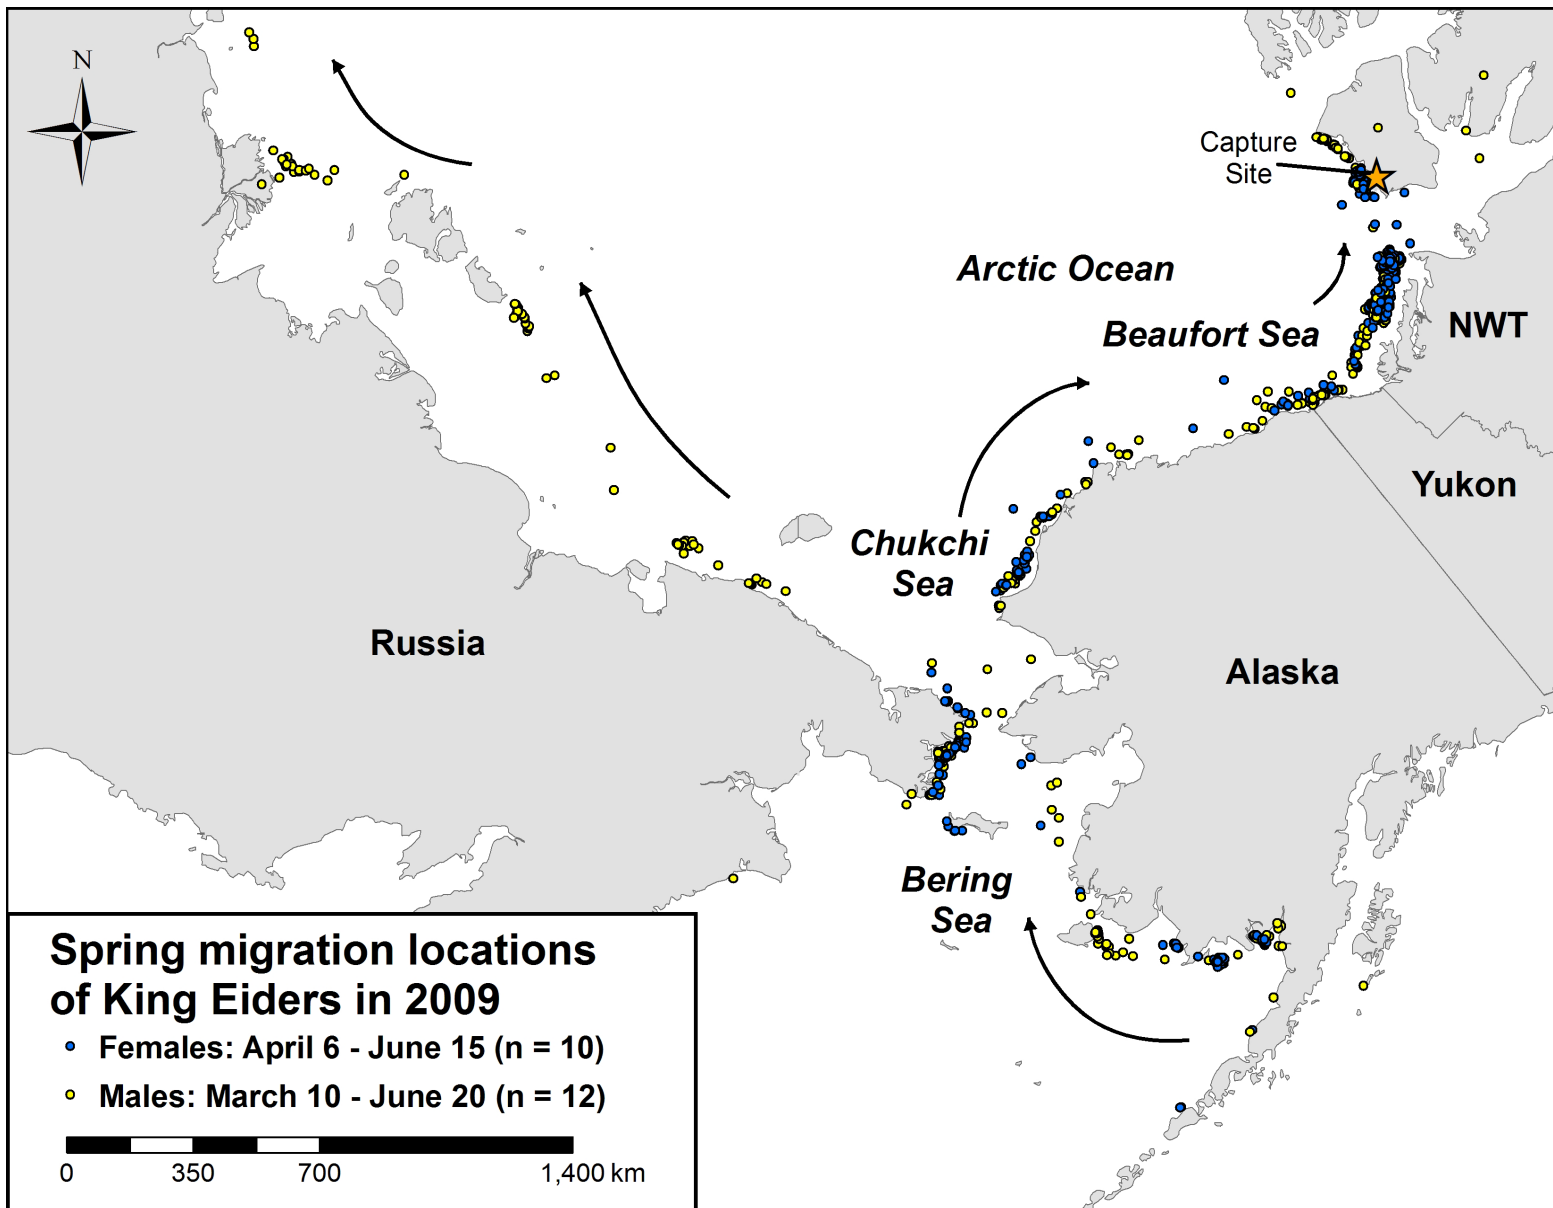 N
Capture
Site
Arctic Ocean
Beaufort Sea
NWT
Yukon
Chukchi
Sea
Russia
Alaska
Bering
Sea
Spring migration locations
of King Eiders in 2009
Females: April 6 - June 15 (n = 10)
Males: March 10 - June 20 (n = 12)
0 350 700 1,400 km